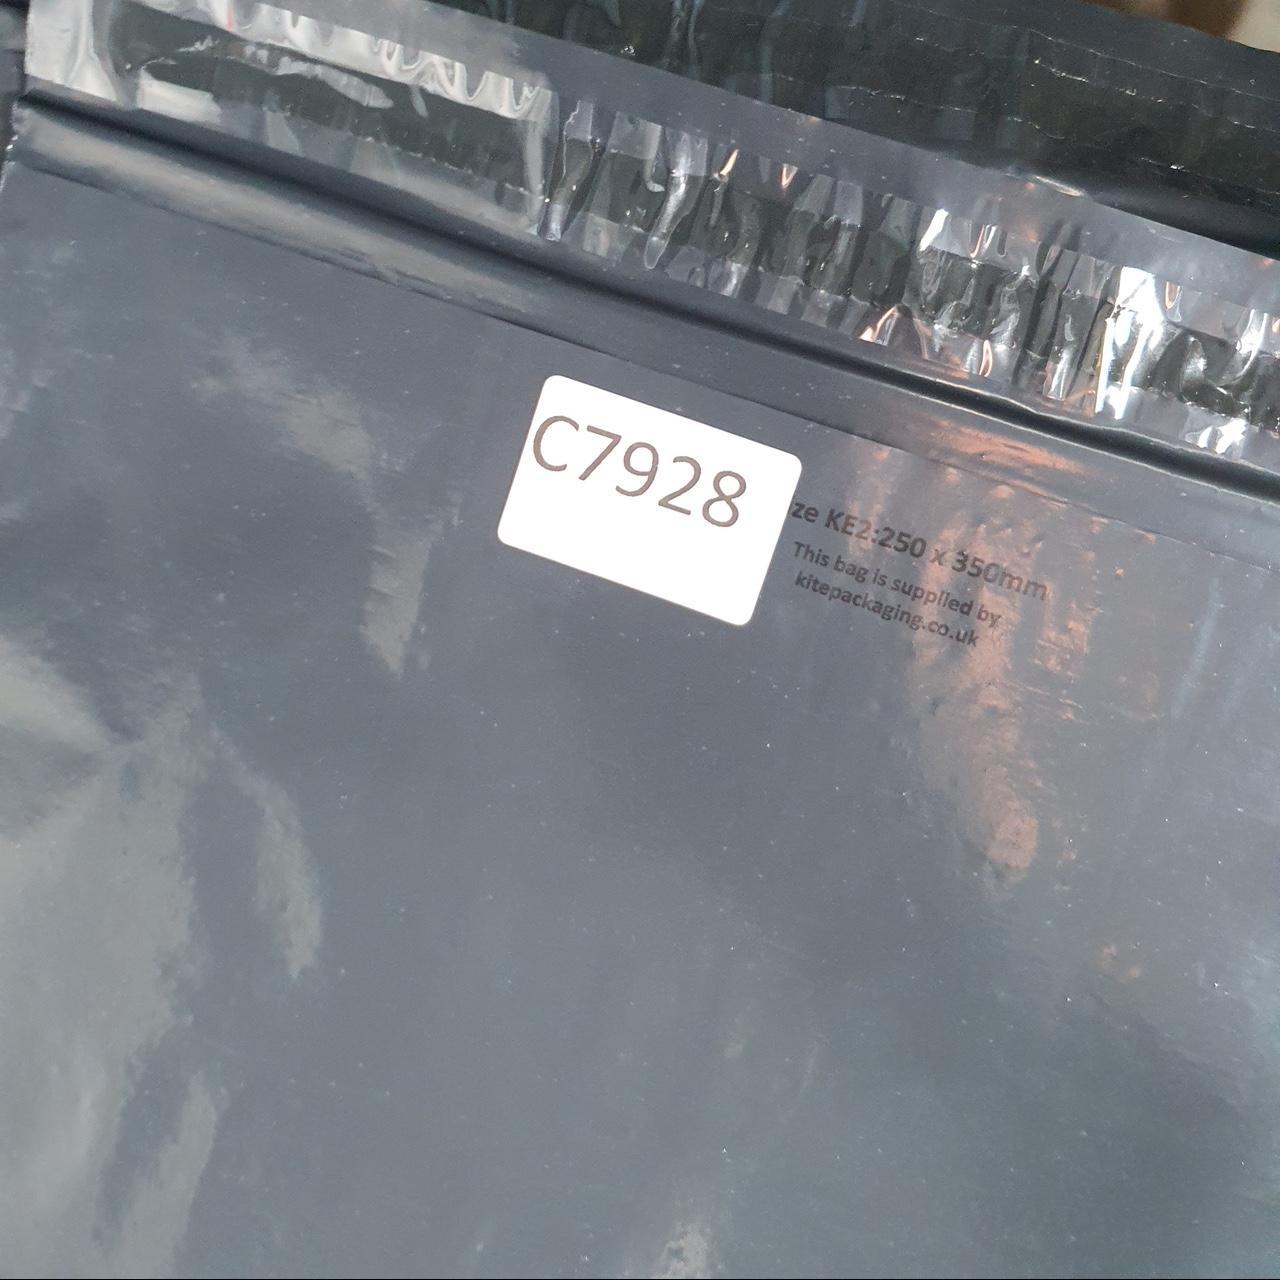 C7928
ze KE2:250 x 350mm
This bag is supplied by
kitepackaging.co.uk